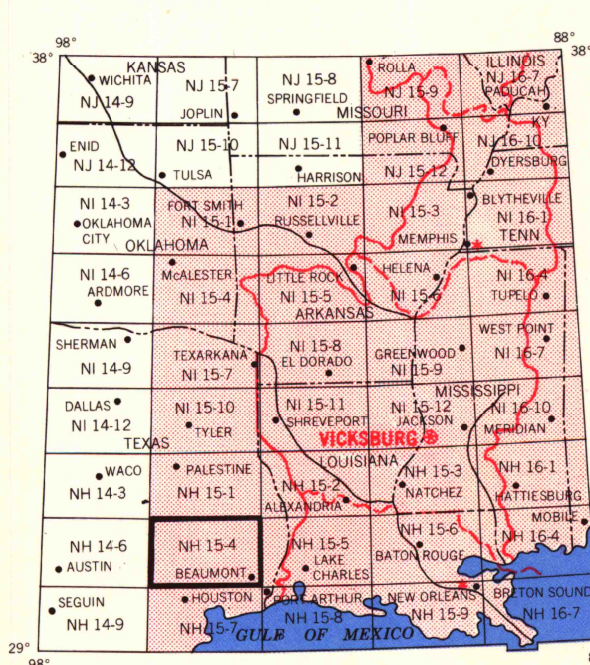 98°
88°
38°
38°
KANSAS
WICHITA
NJ 14-9
NJ 15-7
JOPLIN
NJ 15-8
SPRINGFIELD
MISSOURI
ROLLA
NJ 15-9
ILLINOIS
NJ 16-7
PADUCAH
KY
ENID
NJ 14-12
NJ 15-10
TULSA
NJ 15-11
HARRISON
POPLAR BLUFF
NJ 15-12
NJ 16-10
DYERSBURG
NI 14-3
OKLAHOMA
CITY
FORT SMITH
NI 15-1
OKLAHOMA
NI 15-2
RUSSELLVILLE
NI 15-3
MEMPHIS
BLYTHEVILLE
NI 16-1
TENN
NI 14-6
ARDMORE
McALESTER
NI 15-4
LITTLE ROCK
NI 15-5
ARKANSAS
HELENA
NI 15-6
NI 16-4
TUPELO
SHERMAN
NI 14-9
TEXARKANA
NI 15-7
NI 15-8
EL DORADO
GREENWOOD
NI 15-9
WEST POINT
NI 16-7
MISSISSIPPI
DALLAS
NI 14-12
TEXAS
NI 15-10
TYLER
NI 15-11
SHREVEPORT
NI 15-12
JACKSON
NI 16-10
MERIDIAN
VICKSBURG
LOUISIANA
WACO
NH 14-3
PALESTINE
NH 15-1
NH 15-2
ALEXANDRIA
NH 15-3
NATCHEZ
NH 16-1
HATTIESBURG
MOBILE
NH 14-6
AUSTIN
NH 15-4
BEAUMONT
NH 15-5
LAKE
CHARLES
NH 15-6
BATON ROUGE
NH 16-4
SEGUIN
NH 14-9
HOUSTON
NH 15-7
PORT ARTHUR
NH 15-8
NEW ORLEANS
NH 15-9
BRETON SOUND
NH 16-7
GULF OF MEXICO
29°
98°